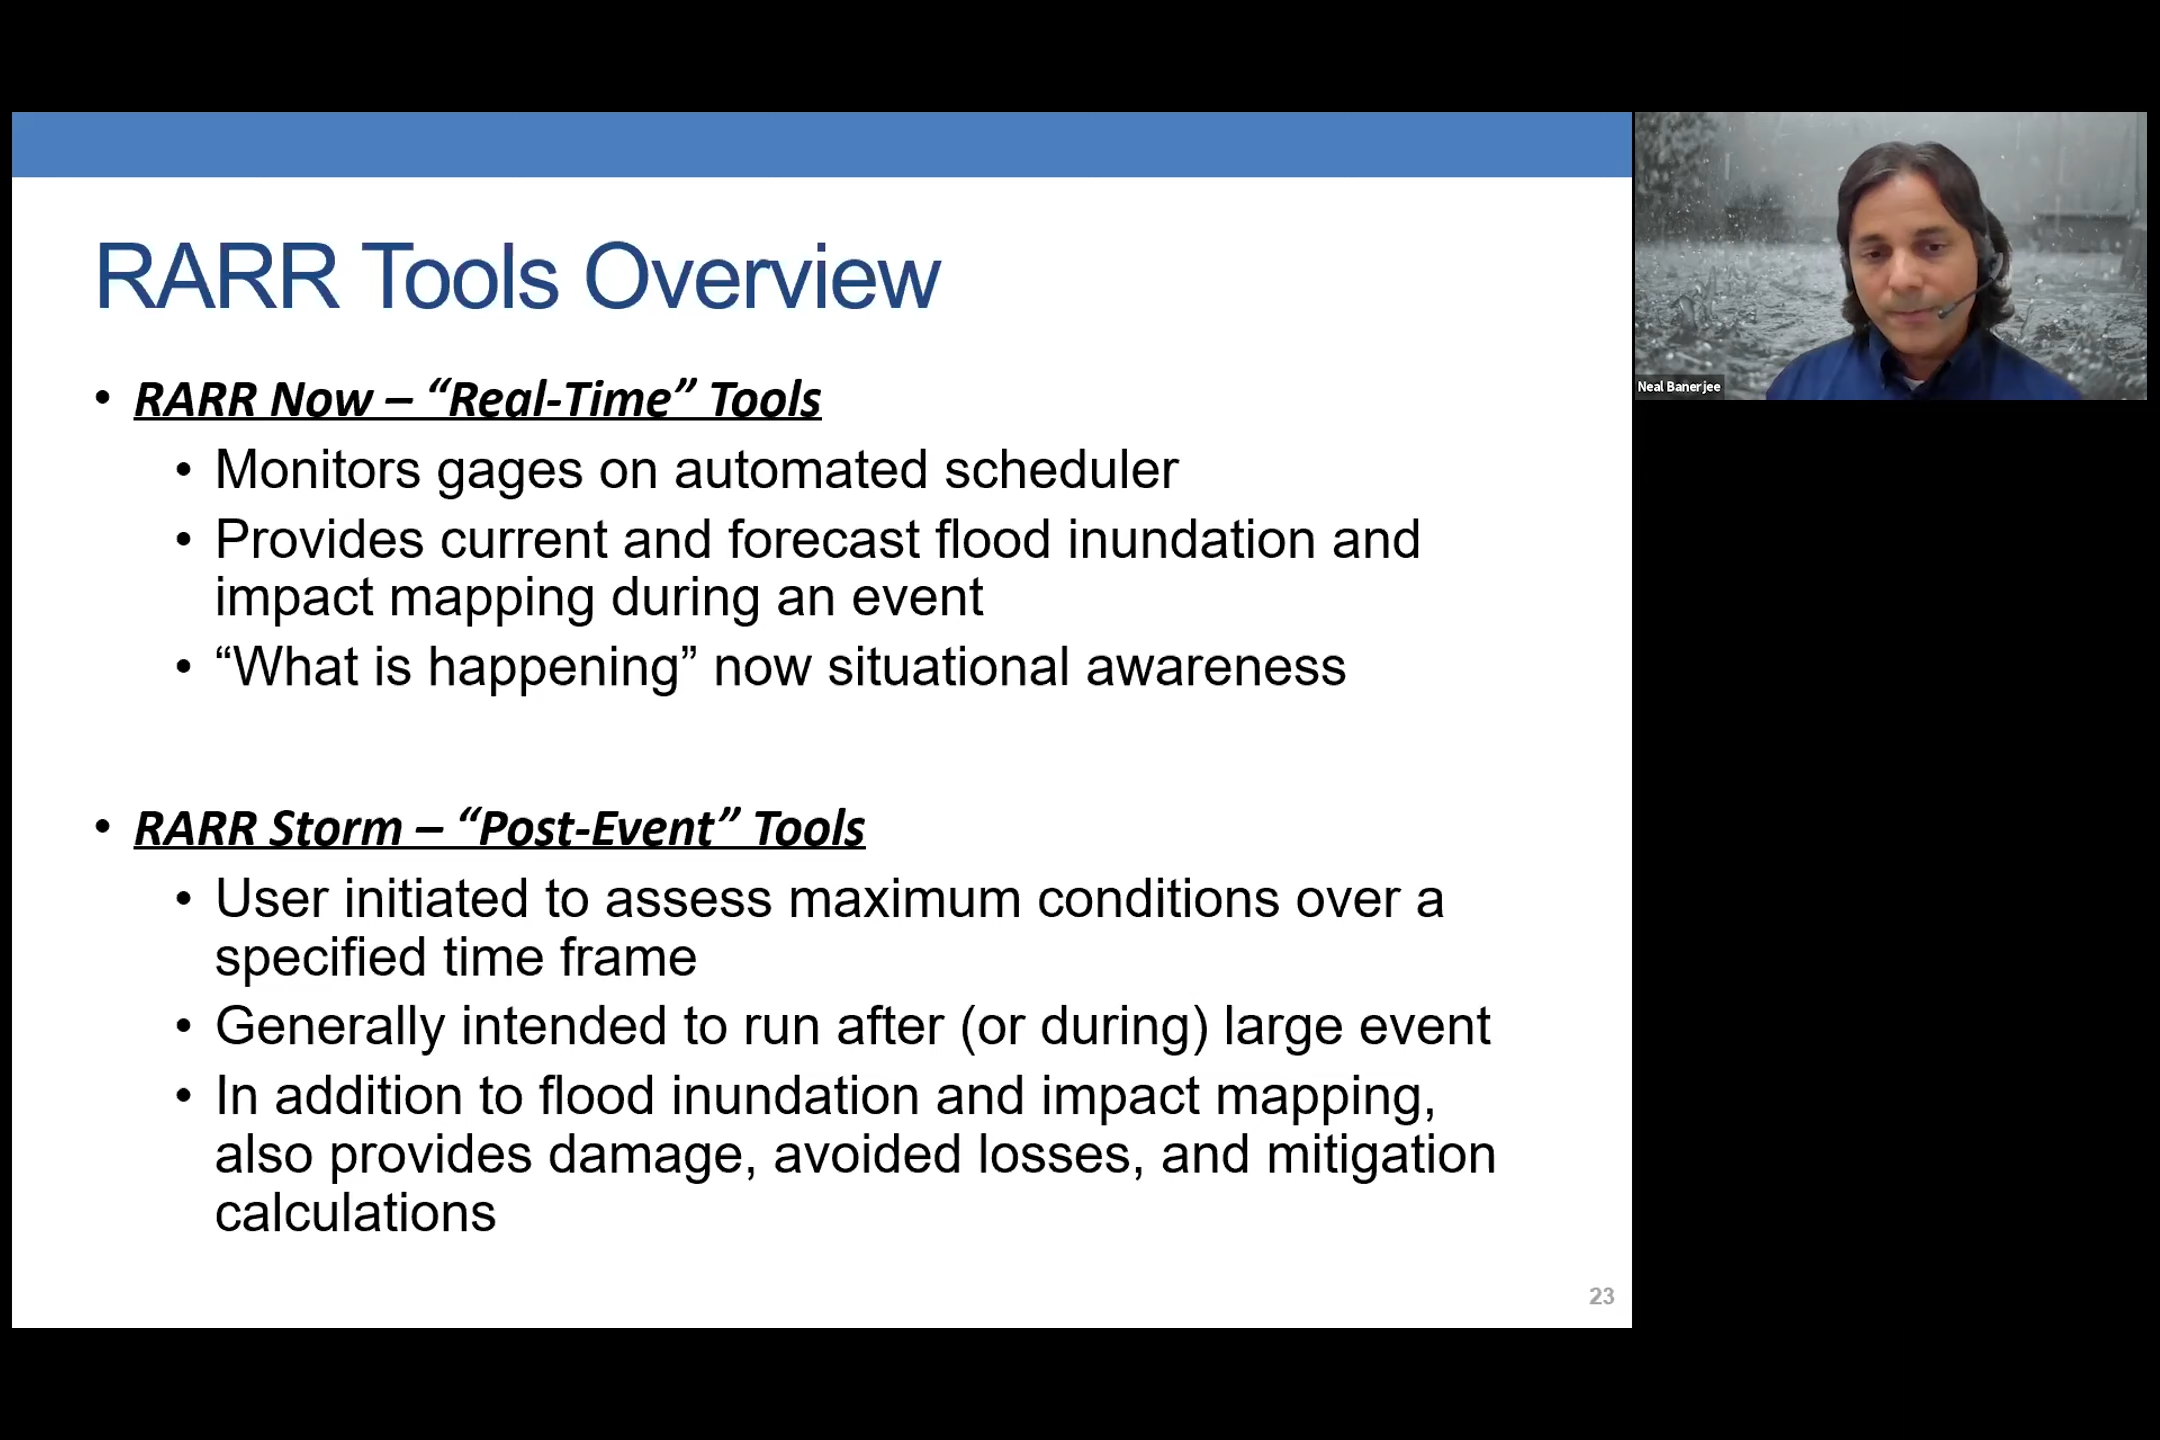 RARR Tools Overview
• RARR Now – “Real-Time” Tools
• Monitors gages on automated scheduler
• Provides current and forecast flood inundation and
impact mapping during an event
• “What is happening” now situational awareness
• RARR Storm – “Post-Event” Tools
• User initiated to assess maximum conditions over a
specified time frame
• Generally intended to run after (or during) large event
• In addition to flood inundation and impact mapping,
also provides damage, avoided losses, and mitigation
calculations
23
Neal Banerjee